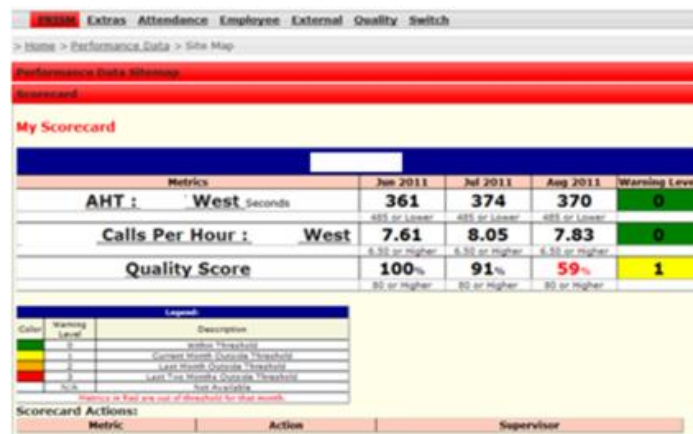 PRISM Extras Attendance Employee External Quality Switch
> Home > Performance Data > Site Map
Performance Data Sitemap
Scorecard
My Scorecard
Metrics Jun 2011 Jul 2011 Aug 2011 Warning Leve
AHT : West Seconds 361 374 370 0
485 or Lower 485 or Lower 485 or Lower
Calls Per Hour : West 7.61 8.05 7.83 0
6.50 or Higher 6.50 or Higher 6.50 or Higher
Quality Score 100% 91% 59% 1
80 or Higher 80 or Higher 80 or Higher
Legend:
Color Warning Level Description
0 Within Threshold
1 Current Month Outside Threshold
2 Last Month Outside Threshold
3 Last Two Months Outside Threshold
N/A Not Available
Metrics in Red are out of threshold for that month.
Scorecard Actions:
Metric Action Supervisor